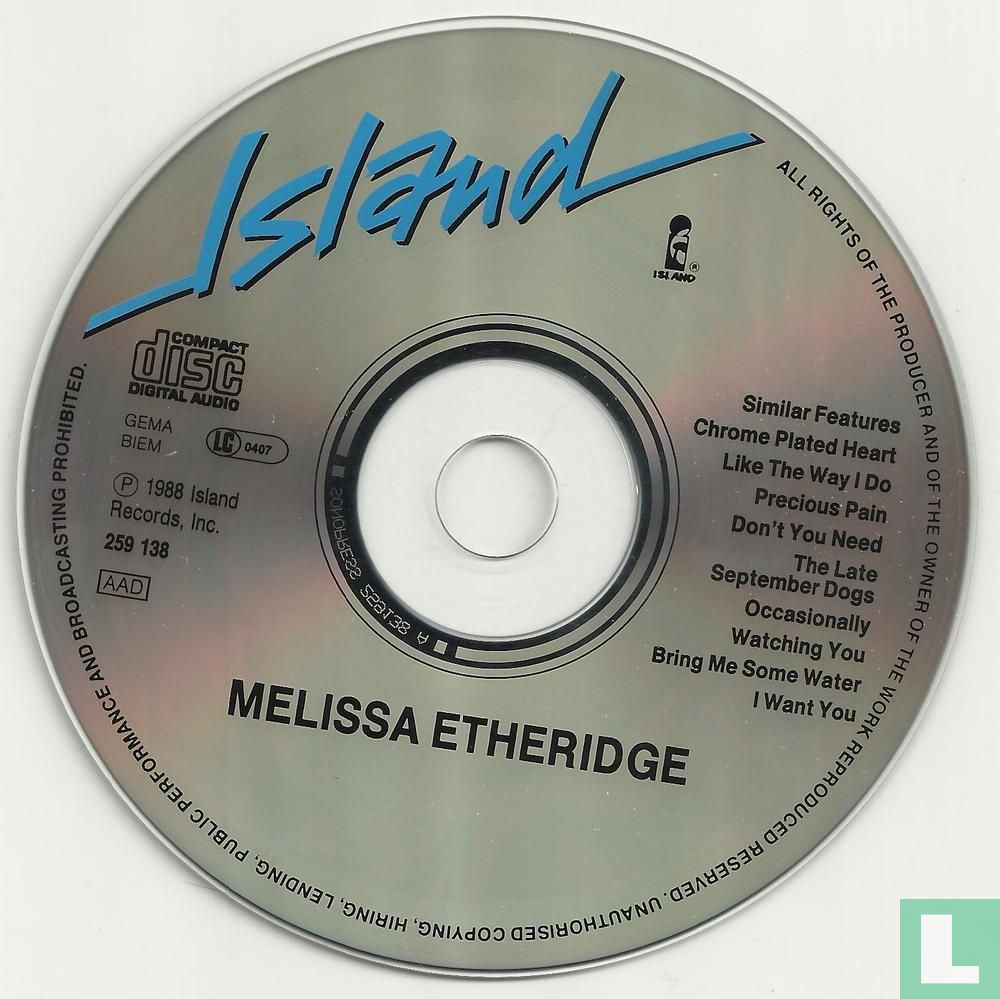 Island
ISLAND ®
COMPACT
disc
DIGITAL AUDIO
GEMA
BIEM
LC 0407
Ⓟ 1988 Island
Records, Inc.
259 138
AAD
Similar Features
Chrome Plated Heart
Like The Way I Do
Precious Pain
Don't You Need
The Late
September Dogs
Occasionally
Watching You
Bring Me Some Water
I Want You
MELISSA ETHERIDGE
ALL RIGHTS OF THE PRODUCER AND OF THE OWNER OF THE WORK REPRODUCED RESERVED. UNAUTHORISED COPYING, HIRING, LENDING, PUBLIC PERFORMANCE AND BROADCASTING PROHIBITED.
SONOPRESS
L